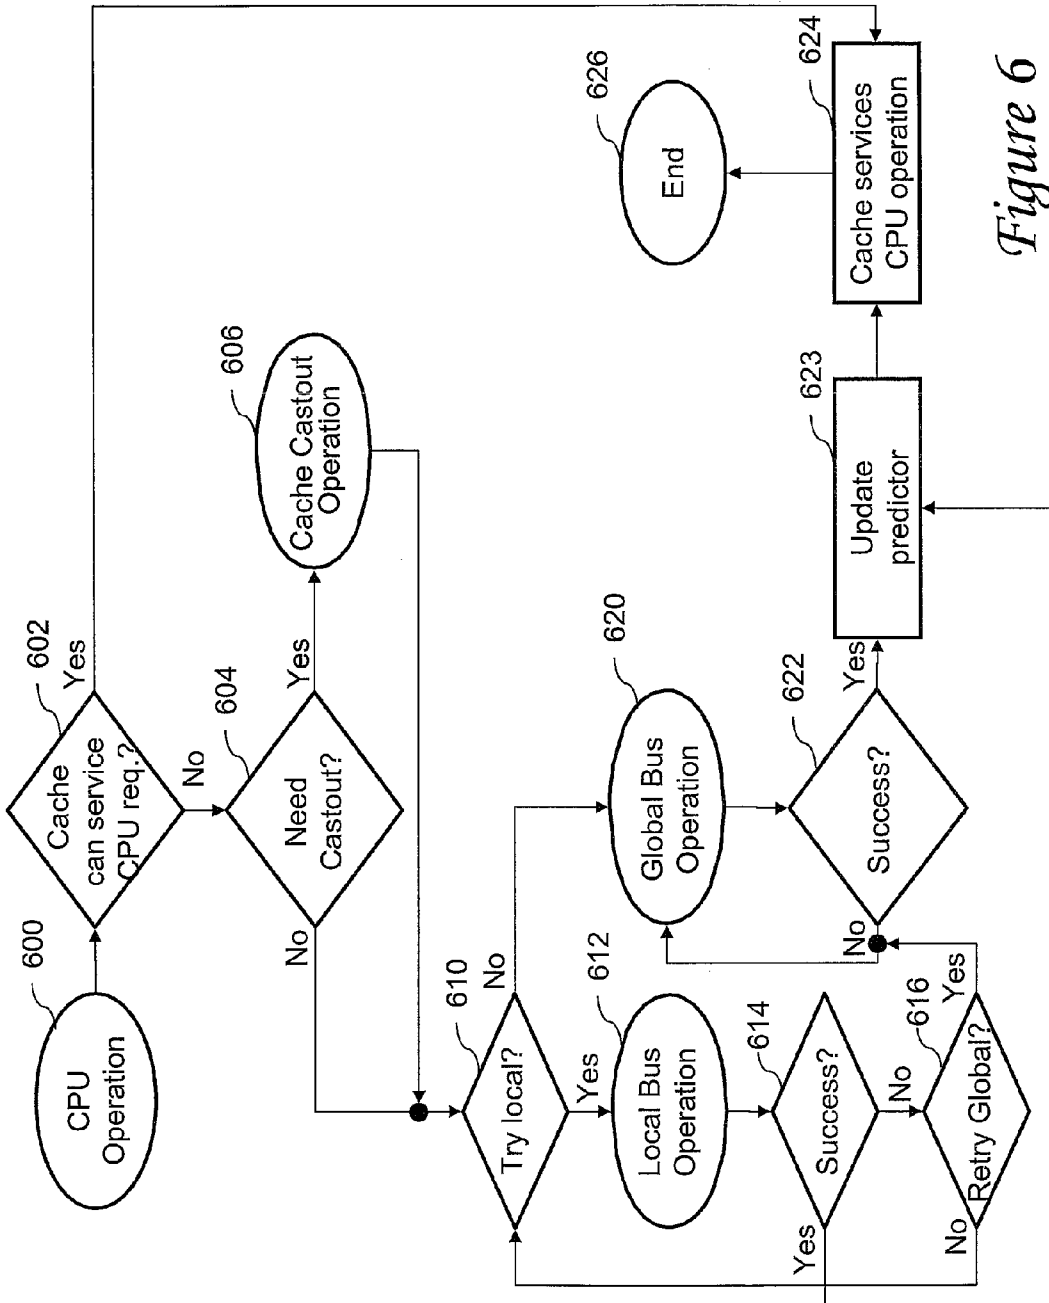 600
CPU
Operation
602
Cache
can service
CPU req.?
Yes
No
604
Need
Castout?
Yes
No
606
Cache Castout
Operation
610
Try local?
No
Yes
612
Local Bus
Operation
614
Success?
Yes
No
616
Retry Global?
No
Yes
620
Global Bus
Operation
622
Success?
No
Yes
623
Update
predictor
624
Cache services
CPU operation
626
End
Figure 6